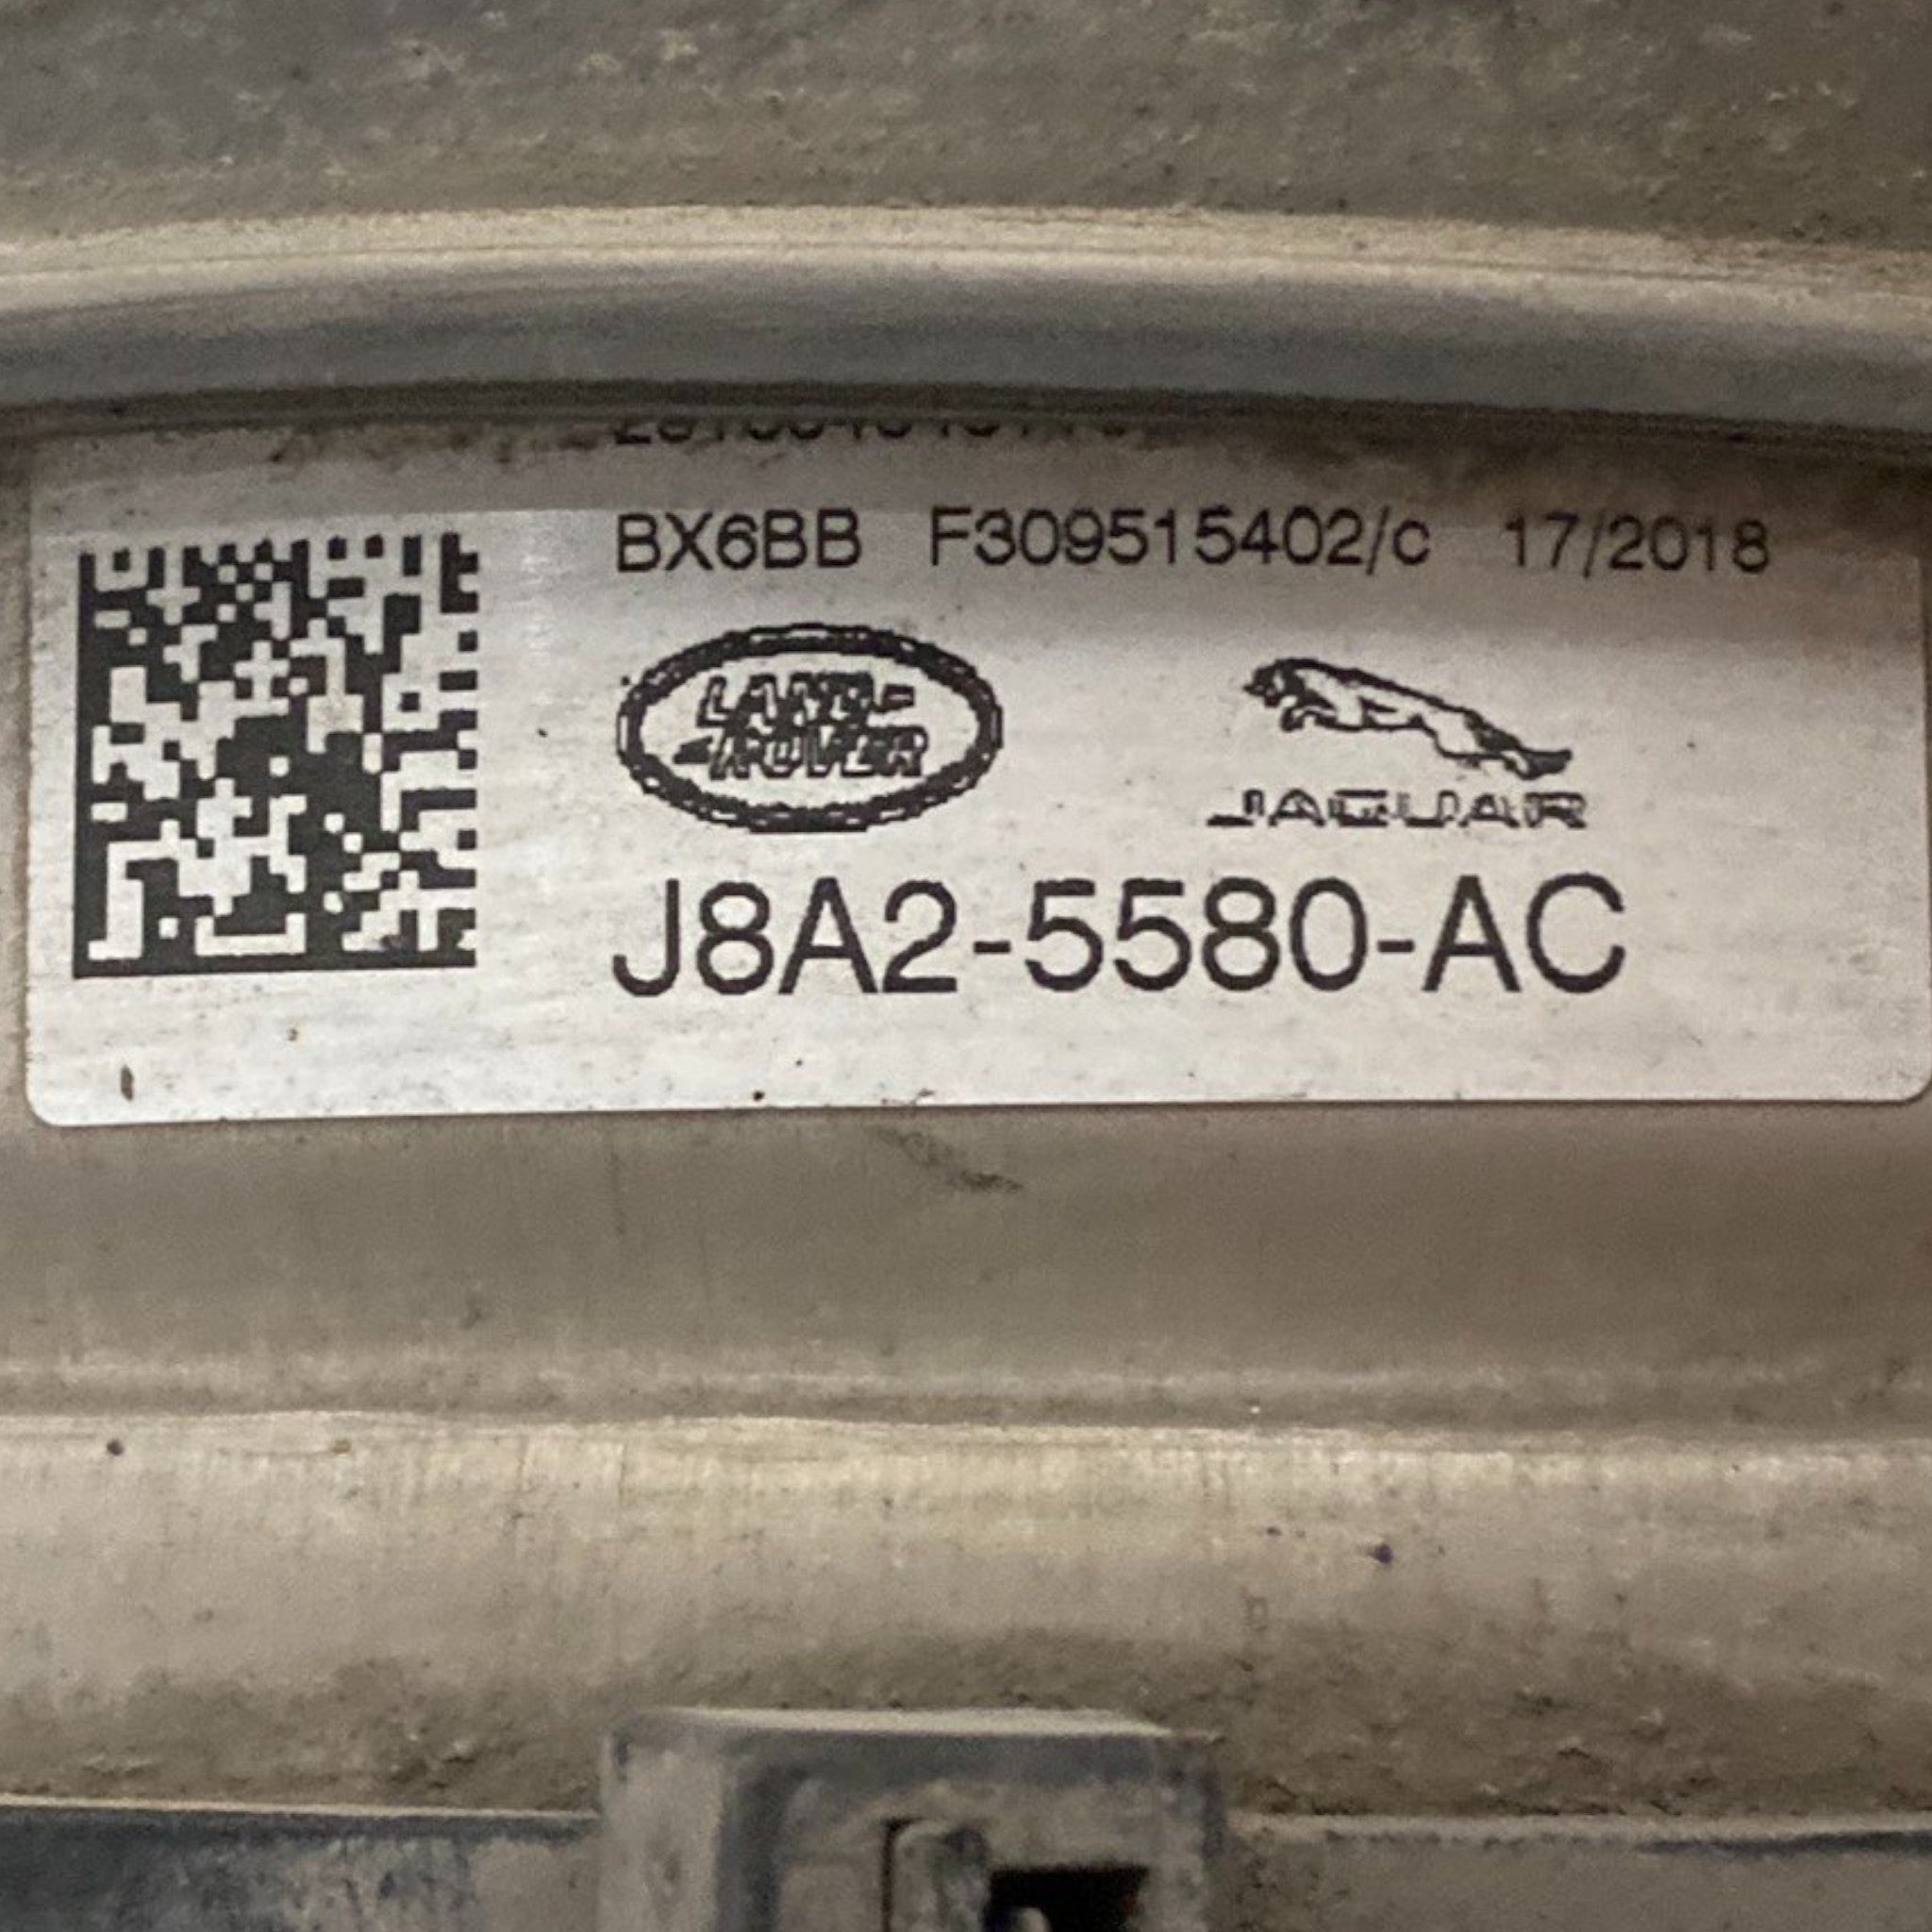 BX6BB F309515402/c 17/2018
LAND-
ROVER
JAGUAR
J8A2-5580-AC